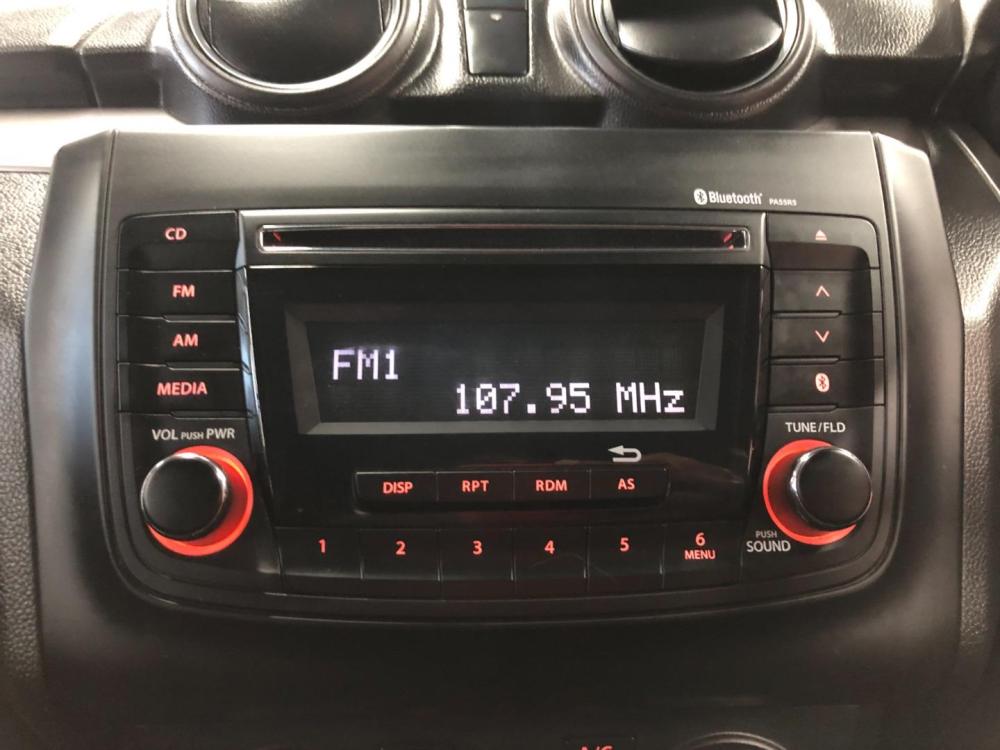 Bluetooth PA55R5
CD
FM
AM
MEDIA
VOL PUSH PWR
FM1
107.95 MHz
TUNE/FLD
DISP RPT RDM AS
1 2 3 4 5 6
MENU
PUSH
SOUND
A/C